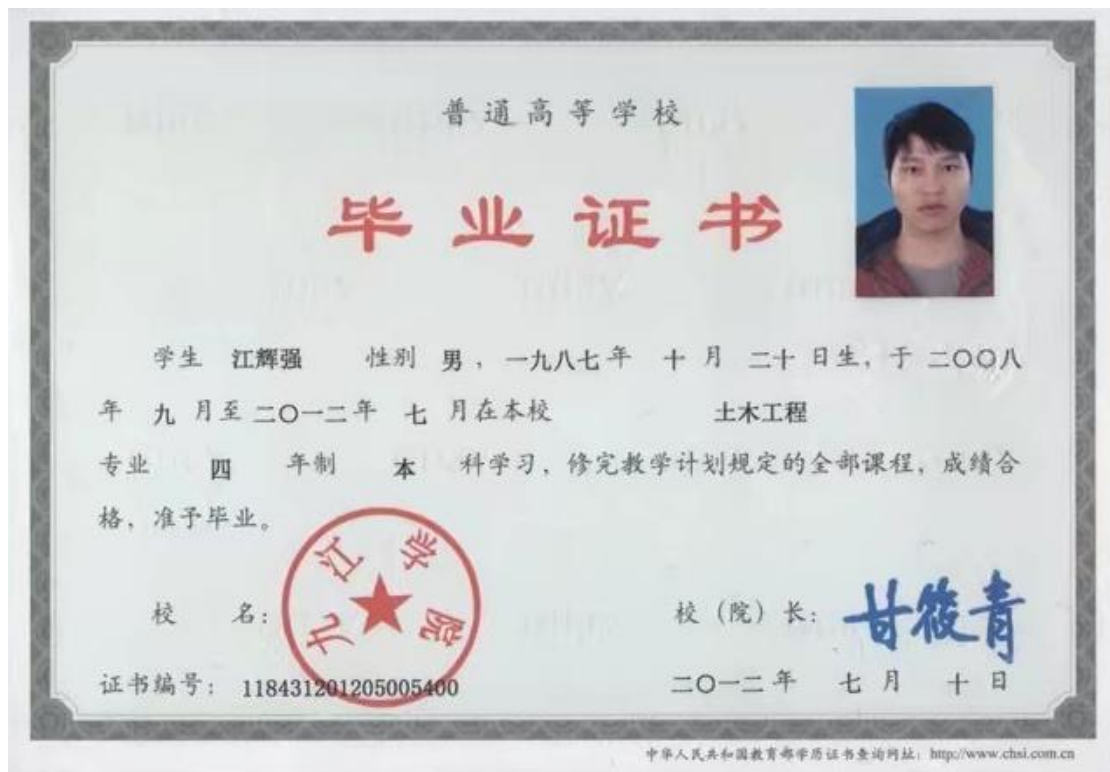 普通高等学校
毕业证书
学生 江辉强 性别 男，一九八七年 十月 二十日生，于二〇〇八
年 九月至二〇一二年 七月在本校 土木工程
专业 四 年制 本 科学习，修完教学计划规定的全部课程，成绩合
格，准予毕业。
九江学院
校 名： 校（院）长：甘筱青
证书编号：118431201205005400 二〇一二年 七月 十日
中华人民共和国教育部学历证书查询网址：http://www.chsi.com.cn